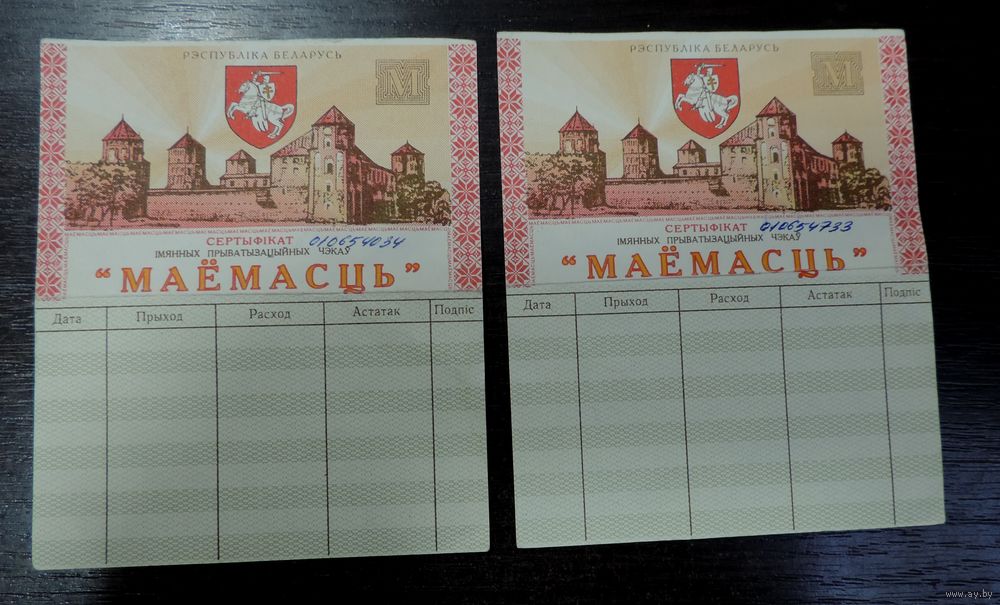 РЭСПУБЛІКА БЕЛАРУСЬ
М
СЕРТЫФІКАТ 010654034
ІМЯННЫХ ПРЫВАТЫЗАЦЫЙНЫХ ЧЭКАЎ
“МАЁМАСЦЬ”
Дата Прыход Расход Астатак Подпіс
РЭСПУБЛІКА БЕЛАРУСЬ
М
СЕРТЫФІКАТ 010654733
ІМЯННЫХ ПРЫВАТЫЗАЦЫЙНЫХ ЧЭКАЎ
“МАЁМАСЦЬ”
Дата Прыход Расход Астатак Подпіс
www.ay.by